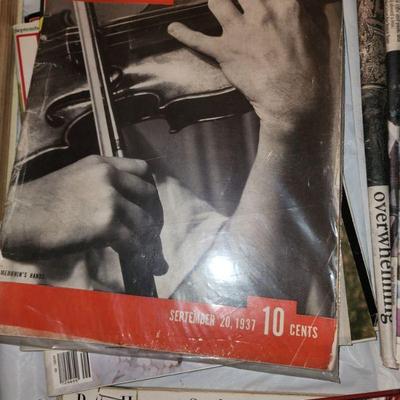 MENUHIN'S HANDS
SEPTEMBER 20, 1937 10 CENTS
overwhelming